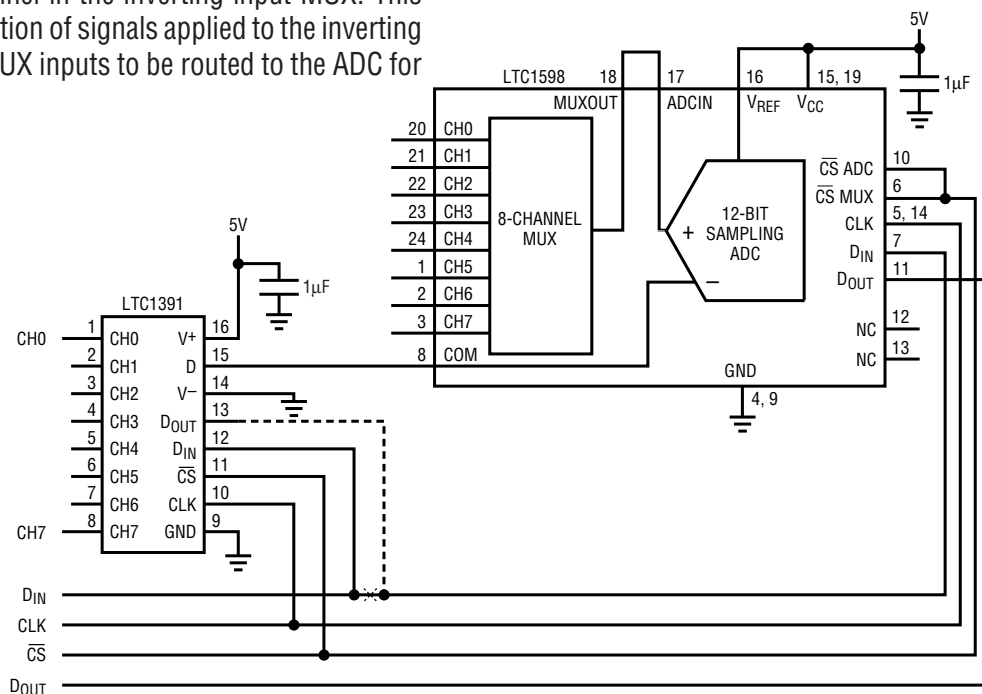 nel in the inverting input MUX. This
tion of signals applied to the inverting
UX inputs to be routed to the ADC for
5V
1µF
LTC1598
18
17
16
15, 19
MUXOUT
ADCIN
VREF
VCC
20 CH0
21 CH1
22 CH2
23 CH3
24 CH4
1 CH5
2 CH6
3 CH7
8 COM
8-CHANNEL
MUX
+
12-BIT
SAMPLING
ADC
–
CS ADC 10
CS MUX 6
CLK 5, 14
DIN 7
DOUT 11
NC 12
NC 13
GND
4, 9
5V
1µF
LTC1391
CH0 1 CH0 V+ 16
2 CH1 D 15
3 CH2 V– 14
4 CH3 DOUT 13
5 CH4 DIN 12
6 CH5 CS 11
7 CH6 CLK 10
CH7 8 CH7 GND 9
DIN
CLK
CS
DOUT